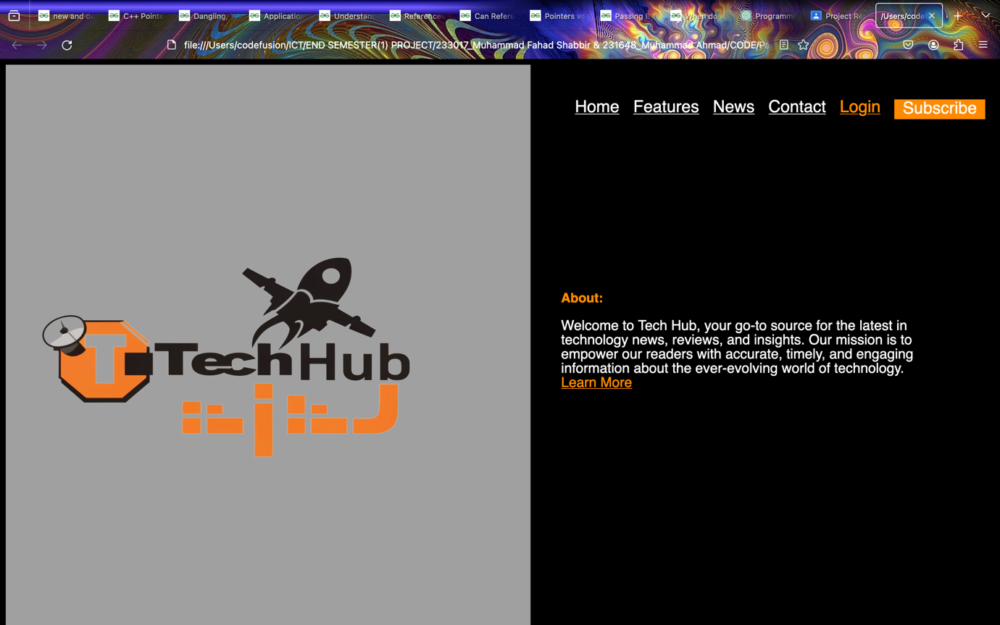 new and d
C++ Pointe
Dangling,
Application
Understan
References
Can Refere
Pointers vs
Passing B
When do
Programmi
Project Re
/Users/code
file:///Users/codefusion/ICT/END SEMESTER(1) PROJECT/233017_Muhammad Fahad Shabbir & 231648_Muhammad Ahmad/CODE/Pa
Home Features News Contact Login Subscribe
T TechHub
About:
Welcome to Tech Hub, your go-to source for the latest in
technology news, reviews, and insights. Our mission is to
empower our readers with accurate, timely, and engaging
information about the ever-evolving world of technology.
Learn More